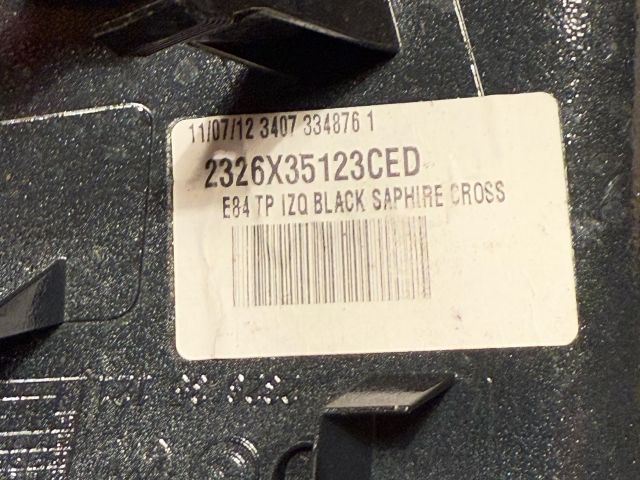 11/07/12 3407 334876 1
2326X35123CED
E84 TP IZQ BLACK SAPHIRE CROSS